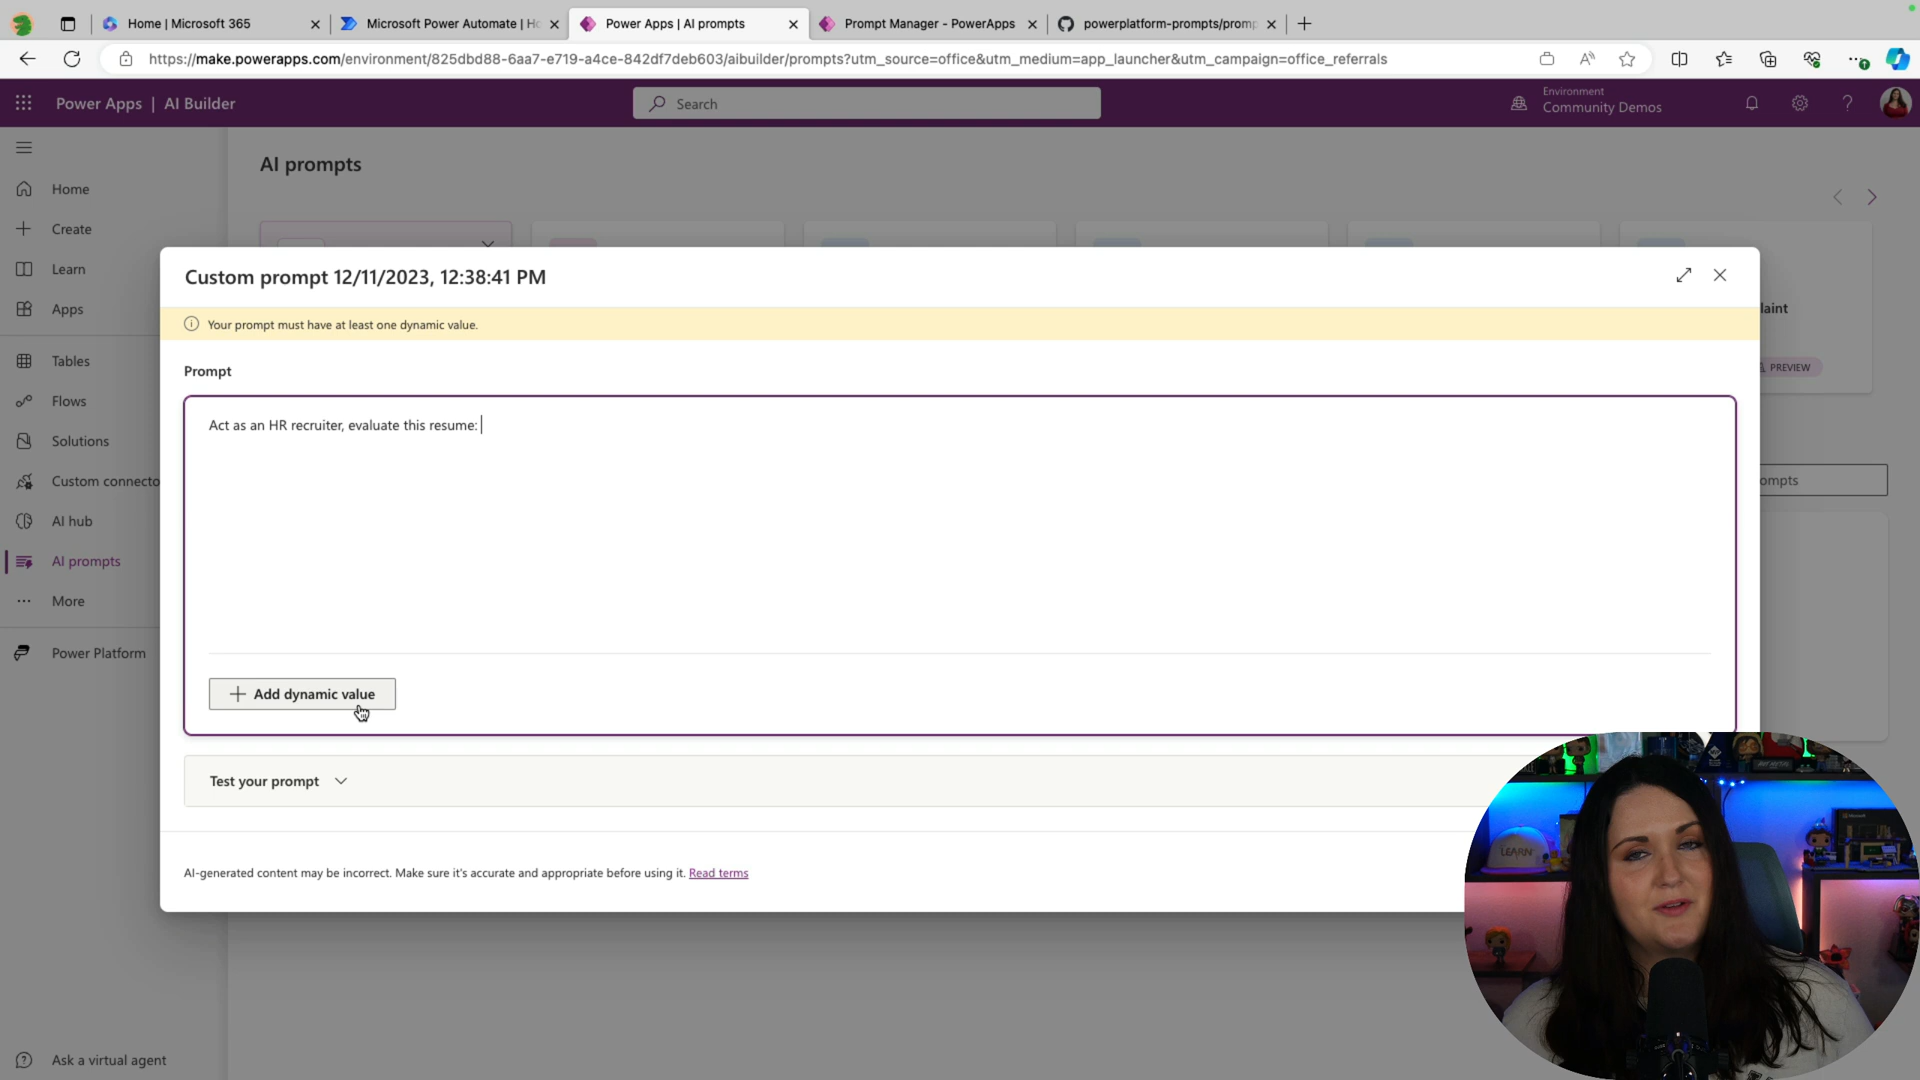 Home | Microsoft 365
Microsoft Power Automate | Ho
Power Apps | AI prompts
Prompt Manager - PowerApps
powerplatform-prompts/promp
https://make.powerapps.com/environment/825dbd88-6aa7-e719-a4ce-842df7deb603/aibuilder/prompts?utm_source=office&utm_medium=app_launcher&utm_campaign=office_referrals
Power Apps | AI Builder
Search
Environment
Community Demos
AI prompts
Home
Create
Learn
Apps
Tables
Flows
Solutions
Custom connecto
AI hub
AI prompts
More
Power Platform
Ask a virtual agent
Custom prompt 12/11/2023, 12:38:41 PM
Your prompt must have at least one dynamic value.
laint
PREVIEW
Prompt
Act as an HR recruiter, evaluate this resume:
ompts
Add dynamic value
Test your prompt
AI-generated content may be incorrect. Make sure it's accurate and appropriate before using it. Read terms
LEARN